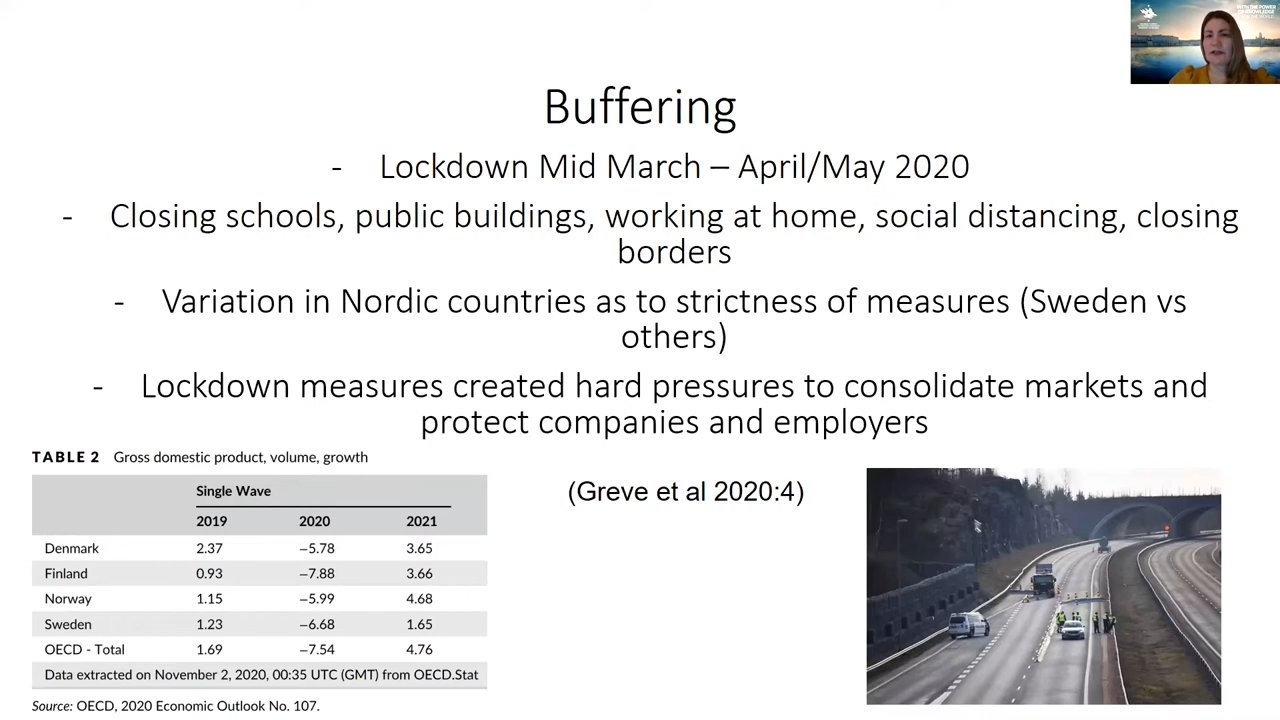 WITH THE POWER
OF KNOWLEDGE
Buffering
- Lockdown Mid March – April/May 2020
- Closing schools, public buildings, working at home, social distancing, closing
borders
- Variation in Nordic countries as to strictness of measures (Sweden vs
others)
- Lockdown measures created hard pressures to consolidate markets and
protect companies and employers
TABLE 2 Gross domestic product, volume, growth
Single Wave
2019 2020 2021
Denmark 2.37 –5.78 3.65
Finland 0.93 –7.88 3.66
Norway 1.15 –5.99 4.68
Sweden 1.23 –6.68 1.65
OECD - Total 1.69 –7.54 4.76
Data extracted on November 2, 2020, 00:35 UTC (GMT) from OECD.Stat
Source: OECD, 2020 Economic Outlook No. 107.
(Greve et al 2020:4)